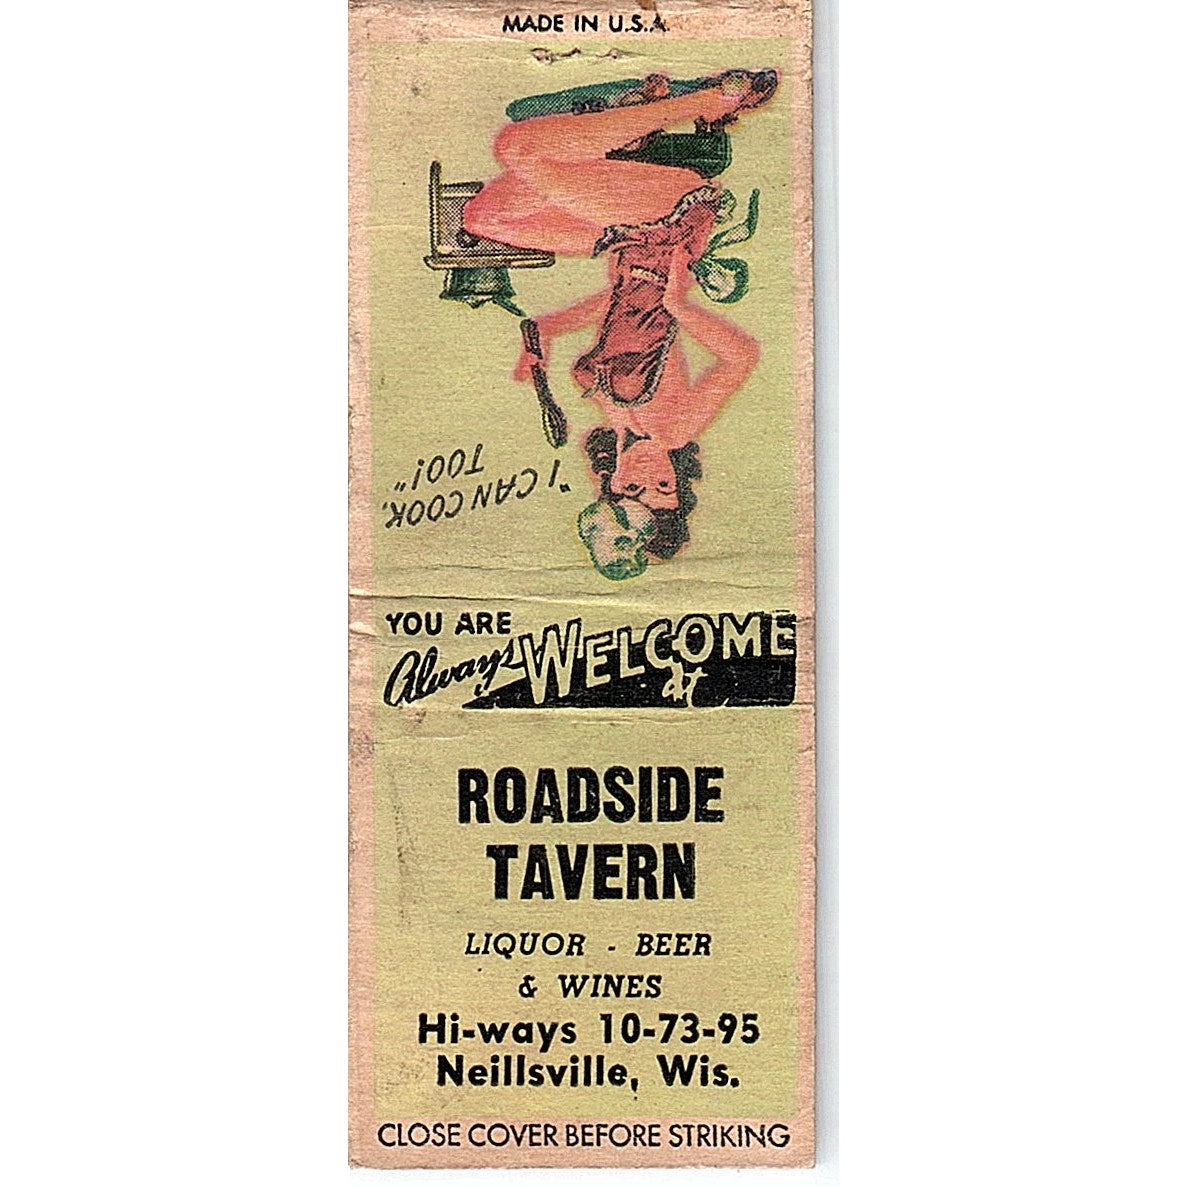 MADE IN U.S.A.
"I CAN COOK,
TOO!"
YOU ARE
Always WELCOME
at
ROADSIDE
TAVERN
LIQUOR - BEER
& WINES
Hi-ways 10-73-95
Neillsville, Wis.
CLOSE COVER BEFORE STRIKING